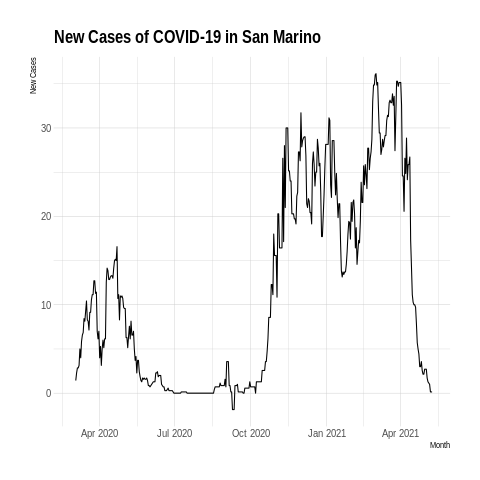 New Cases of COVID-19 in San Marino
New Cases
30
20
10
0
Apr 2020 Jul 2020 Oct 2020 Jan 2021 Apr 2021
Month